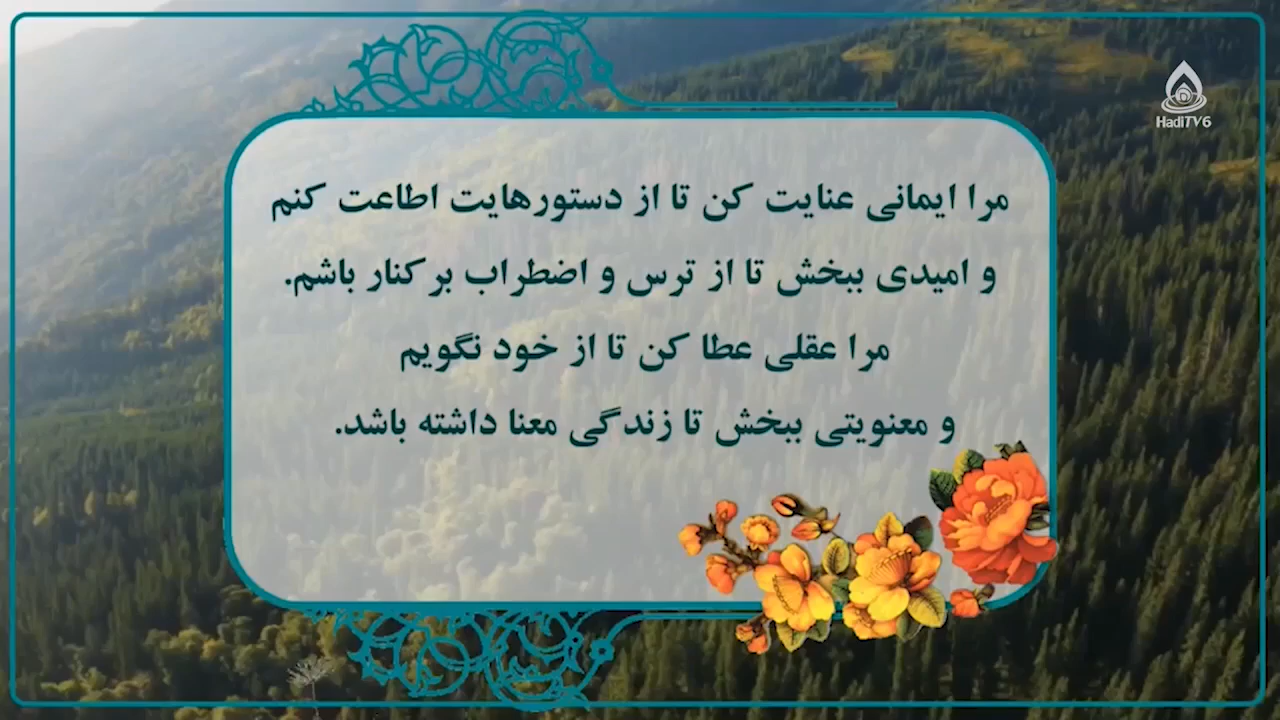 HadiTV6
مرا ایمانی عنایت کن تا از دستورهایت اطاعت کنم
و امیدی ببخش تا از ترس و اضطراب برکنار باشم.
مرا عقلی عطا کن تا از خود نگویم
و معنویتی ببخش تا زندگی معنا داشته باشد.